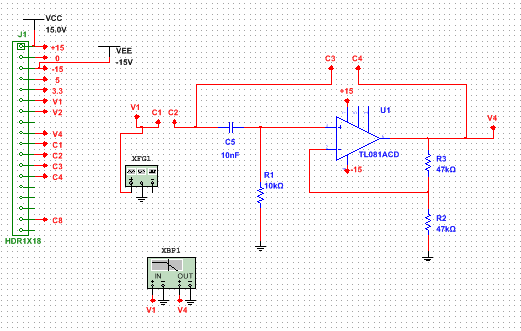 VCC
15.0V
J1
VEE
-15V
+15
0
-15
5
3.3
V1
V2
V4
C1
C2
C3
C4
C8
HDR1X18
V1
C1
C2
C3
C4
+15
U1
V4
C5
10nF
TL081ACD
-15
R1
10kΩ
R3
47kΩ
R2
47kΩ
XFG1
XBP1
IN
OUT
V1
V4